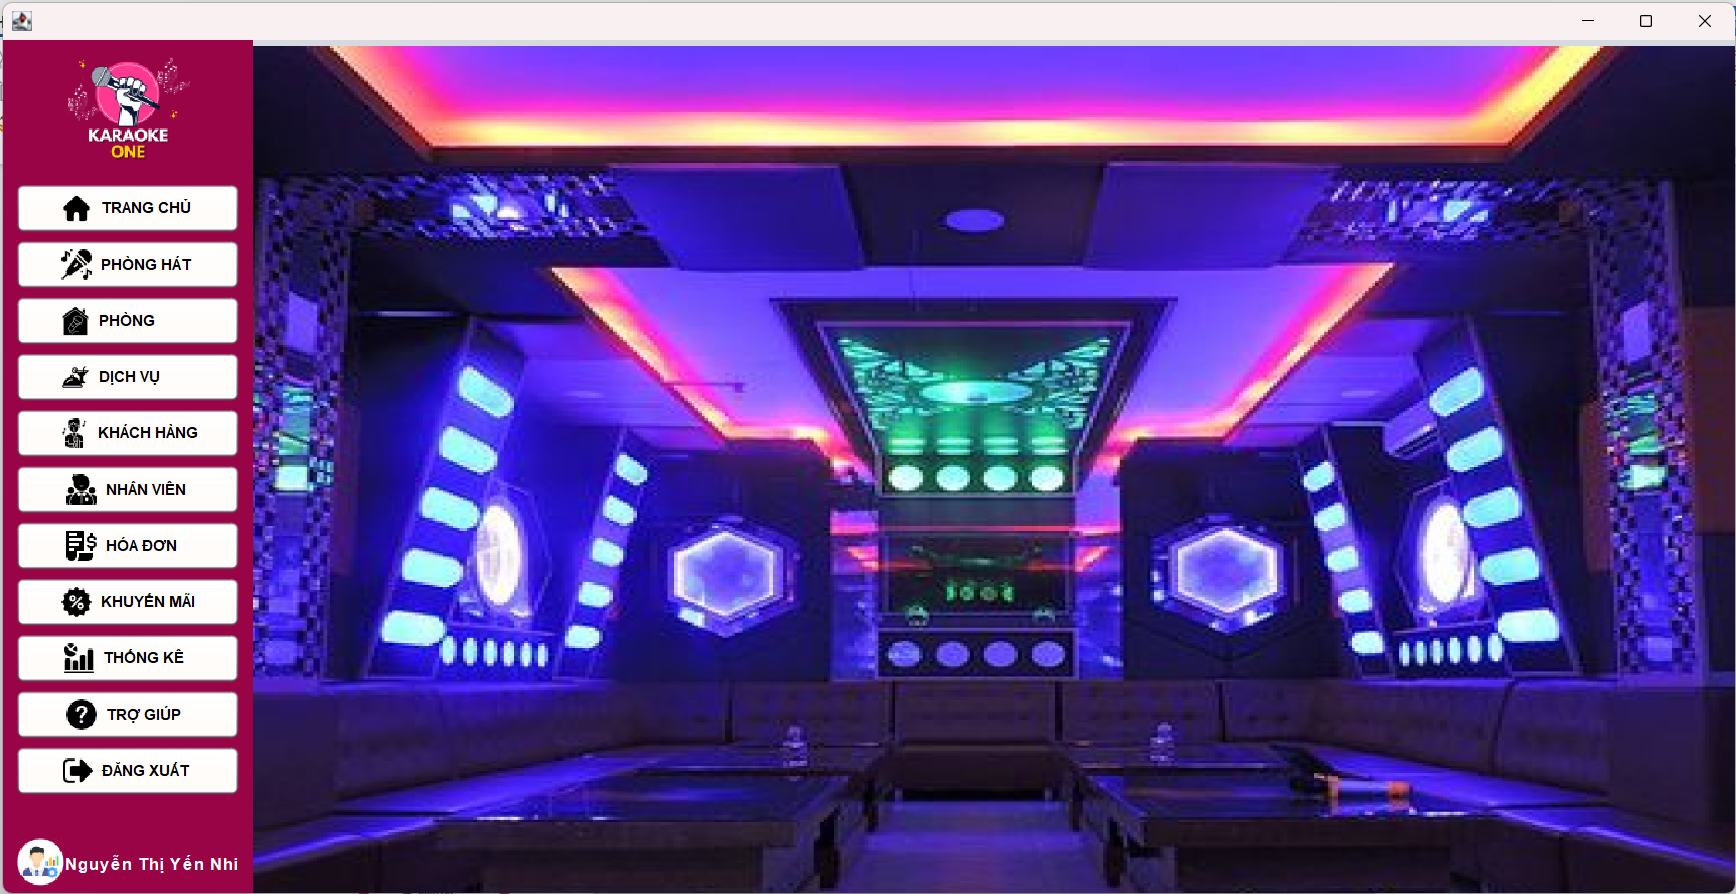 KARAOKE
ONE
TRANG CHỦ
PHÒNG HÁT
PHÒNG
DỊCH VỤ
KHÁCH HÀNG
NHÂN VIÊN
HÓA ĐƠN
KHUYẾN MÃI
THỐNG KÊ
TRỢ GIÚP
ĐĂNG XUẤT
Nguyễn Thị Yến Nhi